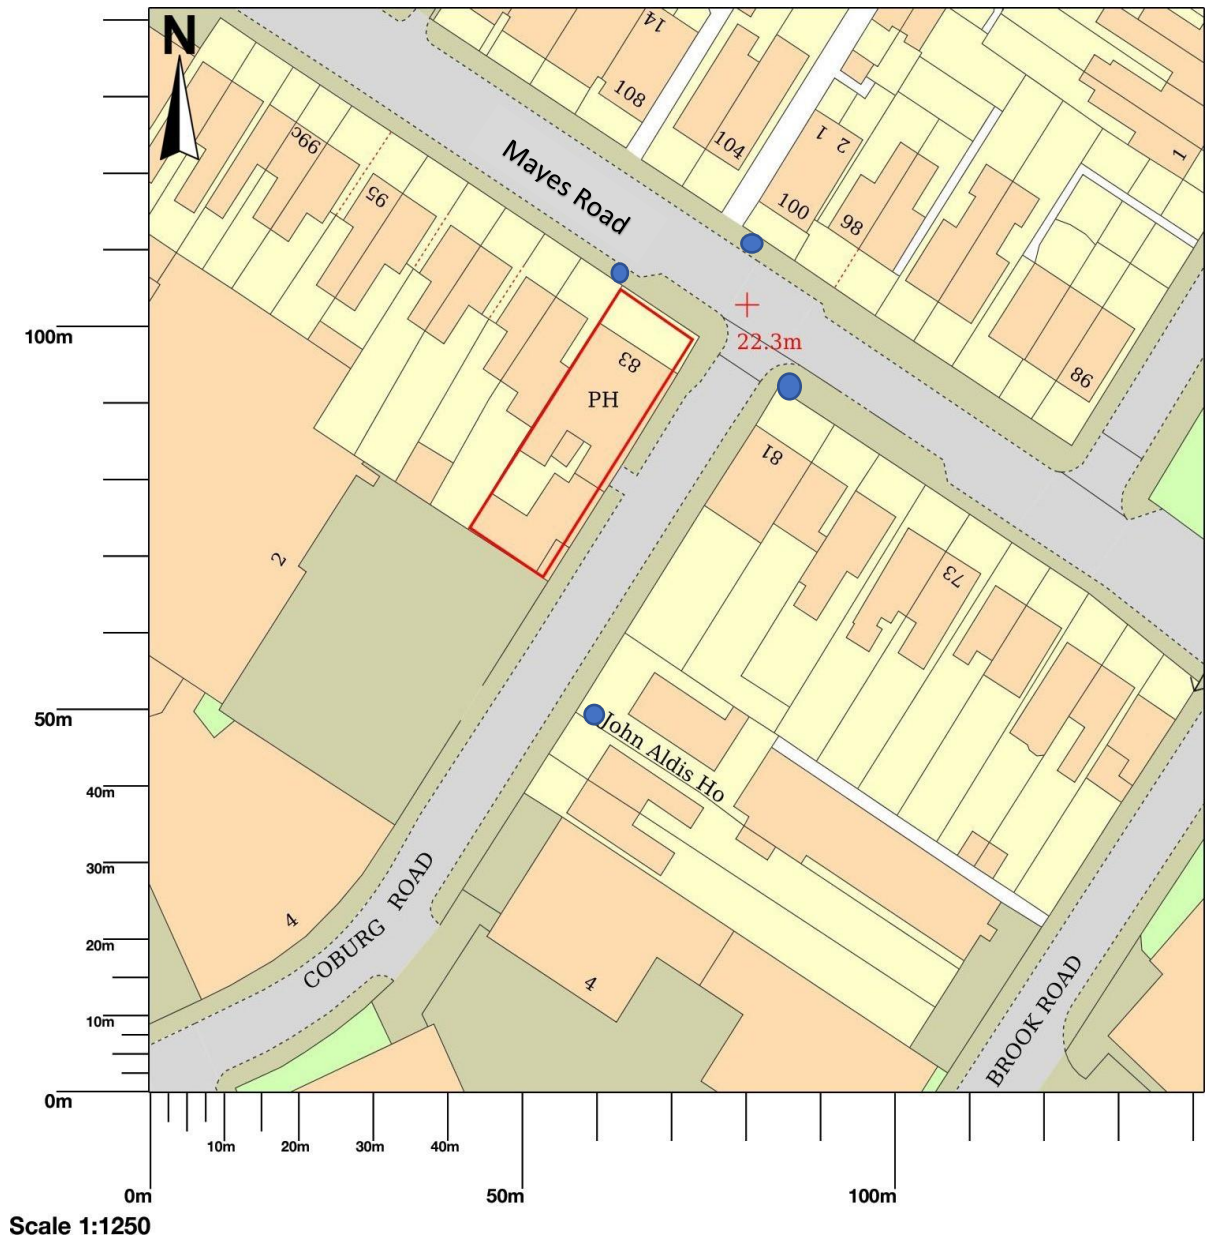 N
14
108
104
2
1
1
99c
95
Mayes Road
100
98
22.3m
100m
83
PH
86
81
2
73
50m
John Aldis Ho
40m
30m
COBURG ROAD
4
4
20m
10m
BROOK ROAD
0m
10m
20m
30m
40m
0m
50m
100m
Scale 1:1250